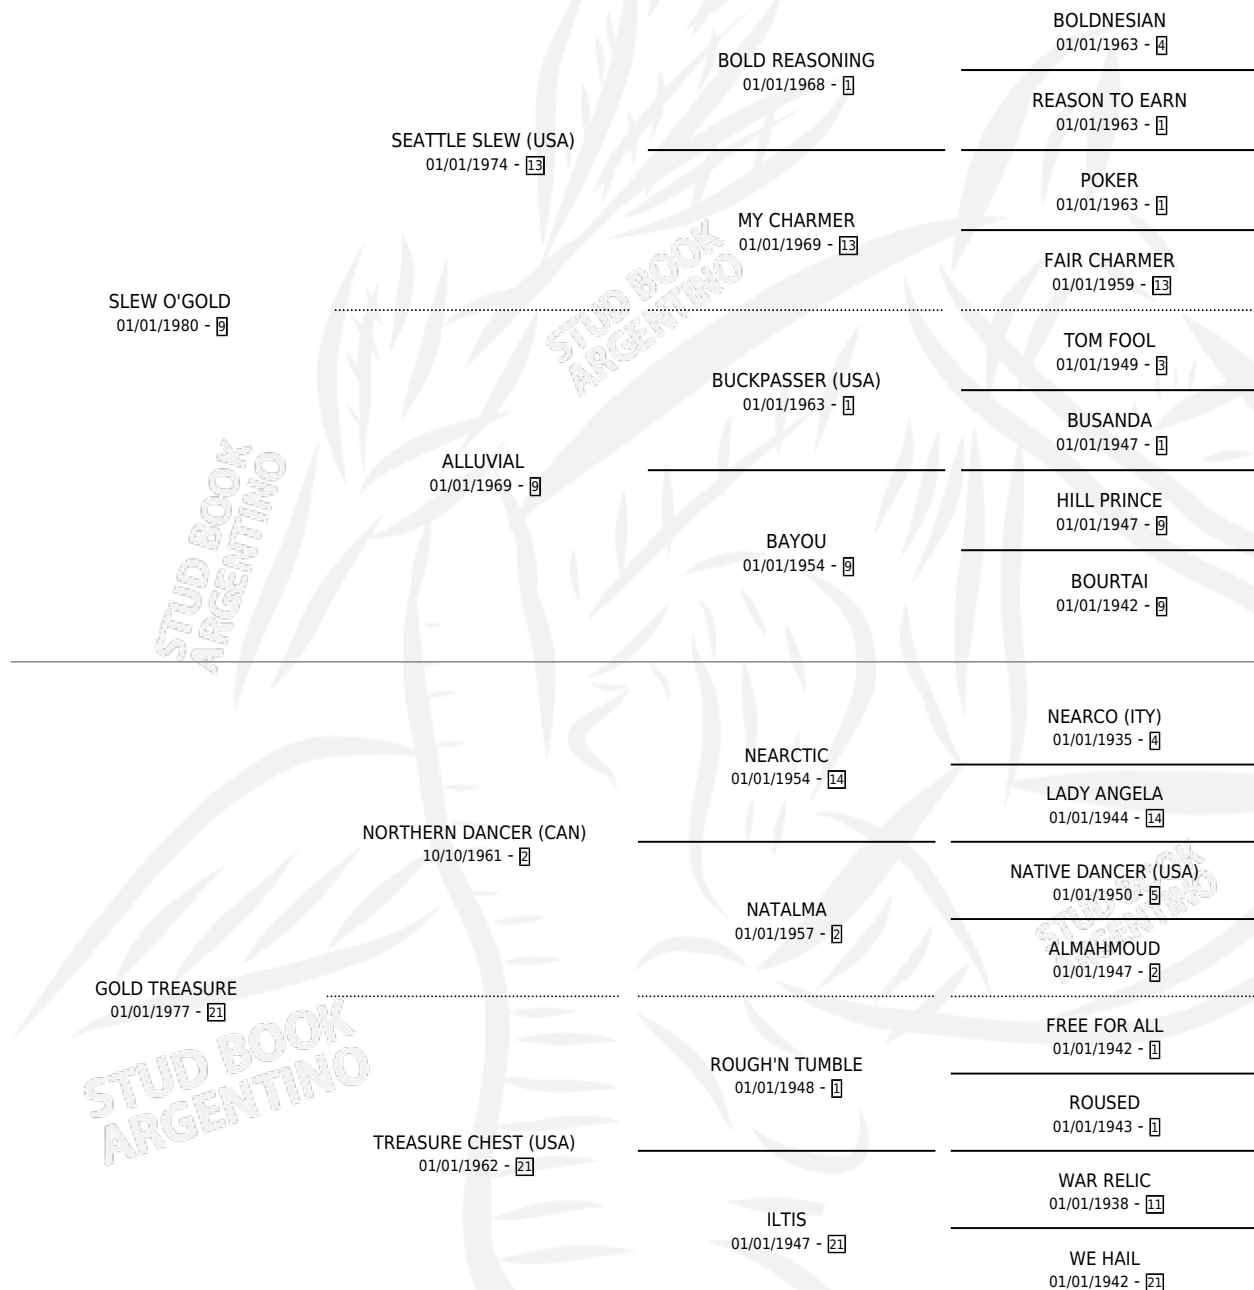 BOLDNESIAN
01/01/1963 - 4
BOLD REASONING
01/01/1968 - 1
REASON TO EARN
01/01/1963 - 1
SEATTLE SLEW (USA)
01/01/1974 - 13
POKER
01/01/1963 - 1
MY CHARMER
01/01/1969 - 13
FAIR CHARMER
01/01/1959 - 13
SLEW O'GOLD
01/01/1980 - 9
STUD BOOK
ARGENTINO
TOM FOOL
01/01/1949 - 3
BUCKPASSER (USA)
01/01/1963 - 1
BUSANDA
01/01/1947 - 1
ALLUVIAL
01/01/1969 - 9
HILL PRINCE
01/01/1947 - 9
BAYOU
01/01/1954 - 9
BOURTAI
01/01/1942 - 9
STUD BOOK
ARGENTINO
NEARCO (ITY)
01/01/1935 - 4
NEARCTIC
01/01/1954 - 14
LADY ANGELA
01/01/1944 - 14
NORTHERN DANCER (CAN)
10/10/1961 - 2
NATIVE DANCER (USA)
01/01/1950 - 5
STUD BOOK
ARGENTINO
NATALMA
01/01/1957 - 2
ALMAHMOUD
01/01/1947 - 2
GOLD TREASURE
01/01/1977 - 21
STUD BOOK
ARGENTINO
FREE FOR ALL
01/01/1942 - 1
ROUGH'N TUMBLE
01/01/1948 - 1
ROUSED
01/01/1943 - 1
TREASURE CHEST (USA)
01/01/1962 - 21
WAR RELIC
01/01/1938 - 11
ILTIS
01/01/1947 - 21
WE HAIL
01/01/1942 - 21